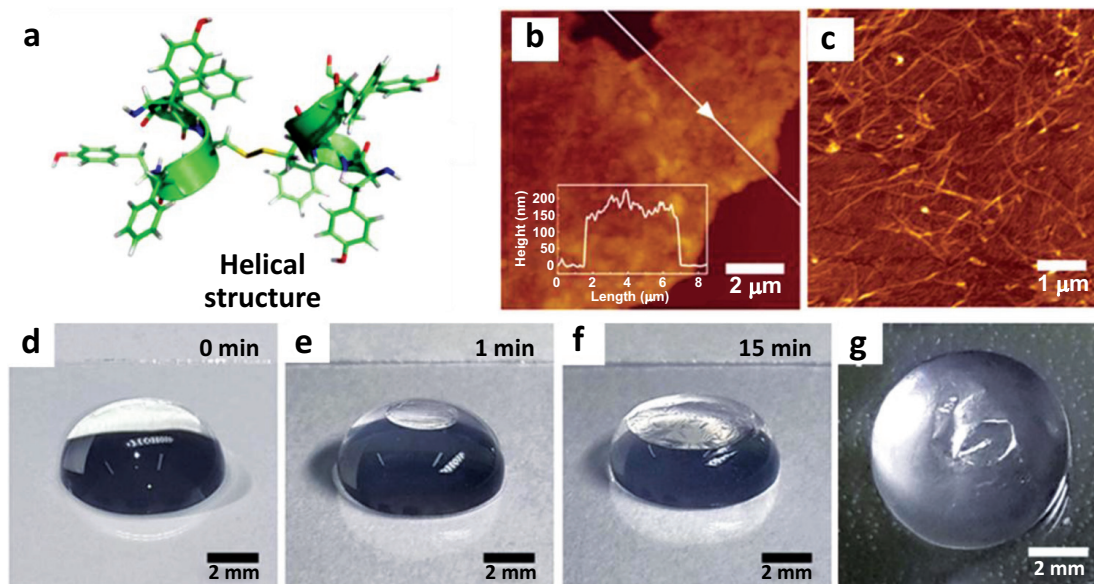 a
Helical
structure
b
Height (nm)
200
150
100
50
0
0 2 4 6 8
Length (μm)
2 μm
c
1 μm
d
0 min
2 mm
e
1 min
2 mm
f
15 min
2 mm
g
2 mm